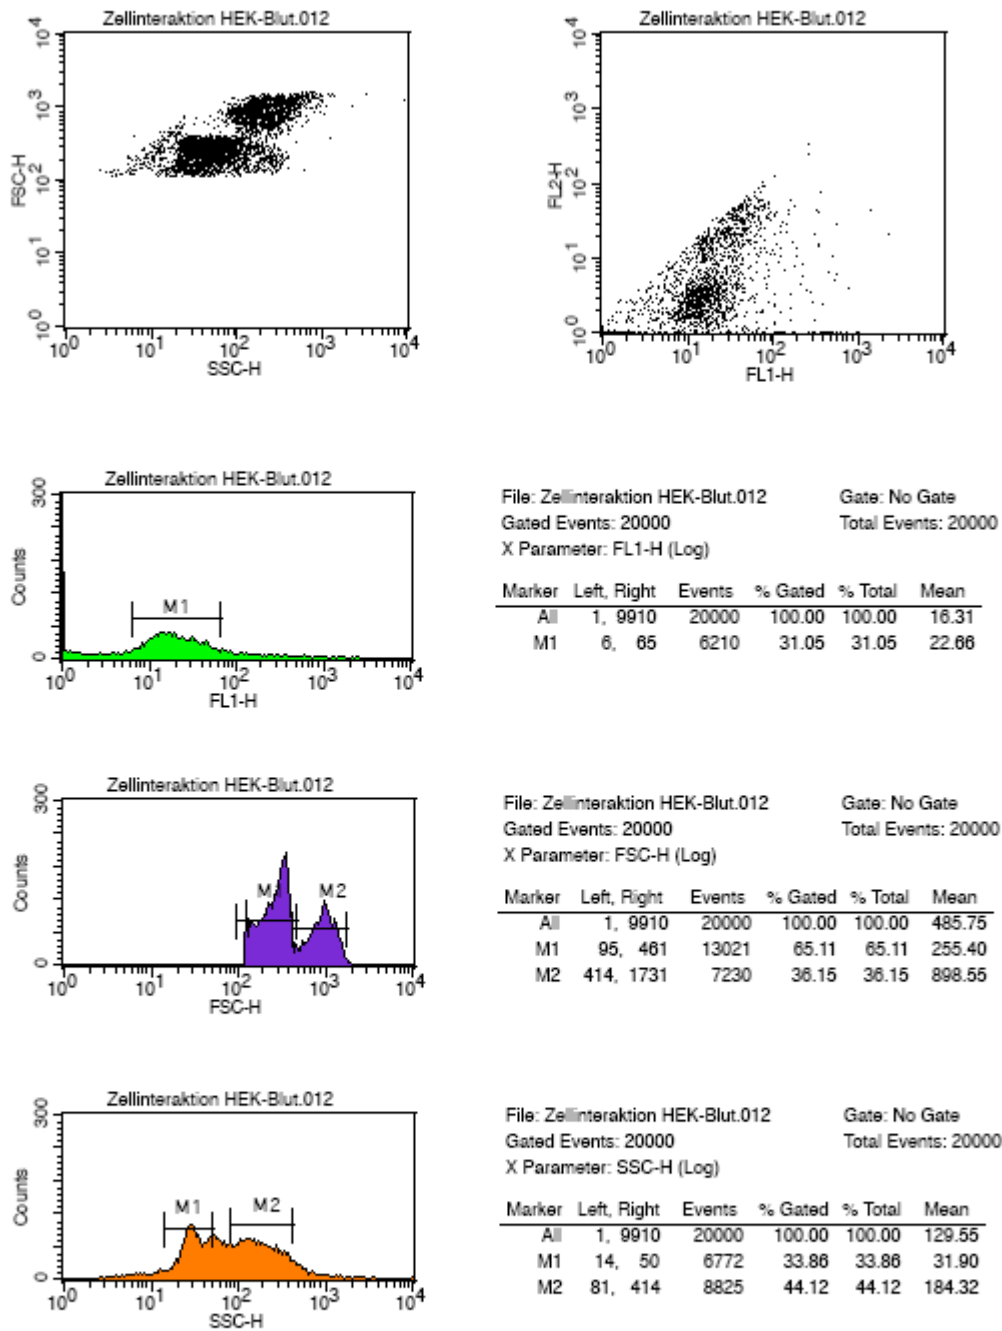 Zellinteraktion HEK-Blut.012
10^4
10^3
10^2
10^1
10^0
FSC-H
10^0 10^1 10^2 10^3 10^4
SSC-H
Zellinteraktion HEK-Blut.012
10^4
10^3
10^2
10^1
10^0
FL2-H
10^0 10^1 10^2 10^3 10^4
FL1-H
Zellinteraktion HEK-Blut.012
300
Counts
0
M1
10^0 10^1 10^2 10^3 10^4
FL1-H
File: Zellinteraktion HEK-Blut.012 Gate: No Gate
Gated Events: 20000 Total Events: 20000
X Parameter: FL1-H (Log)
Marker Left, Right Events % Gated % Total Mean
All 1, 9910 20000 100.00 100.00 16.31
M1 6, 65 6210 31.05 31.05 22.66
Zellinteraktion HEK-Blut.012
300
Counts
0
M M2
10^0 10^1 10^2 10^3 10^4
FSC-H
File: Zellinteraktion HEK-Blut.012 Gate: No Gate
Gated Events: 20000 Total Events: 20000
X Parameter: FSC-H (Log)
Marker Left, Right Events % Gated % Total Mean
All 1, 9910 20000 100.00 100.00 485.75
M1 95, 461 13021 65.11 65.11 255.40
M2 414, 1731 7230 36.15 36.15 898.55
Zellinteraktion HEK-Blut.012
300
Counts
0
M1 M2
10^0 10^1 10^2 10^3 10^4
SSC-H
File: Zellinteraktion HEK-Blut.012 Gate: No Gate
Gated Events: 20000 Total Events: 20000
X Parameter: SSC-H (Log)
Marker Left, Right Events % Gated % Total Mean
All 1, 9910 20000 100.00 100.00 129.55
M1 14, 50 6772 33.86 33.86 31.90
M2 81, 414 8825 44.12 44.12 184.32